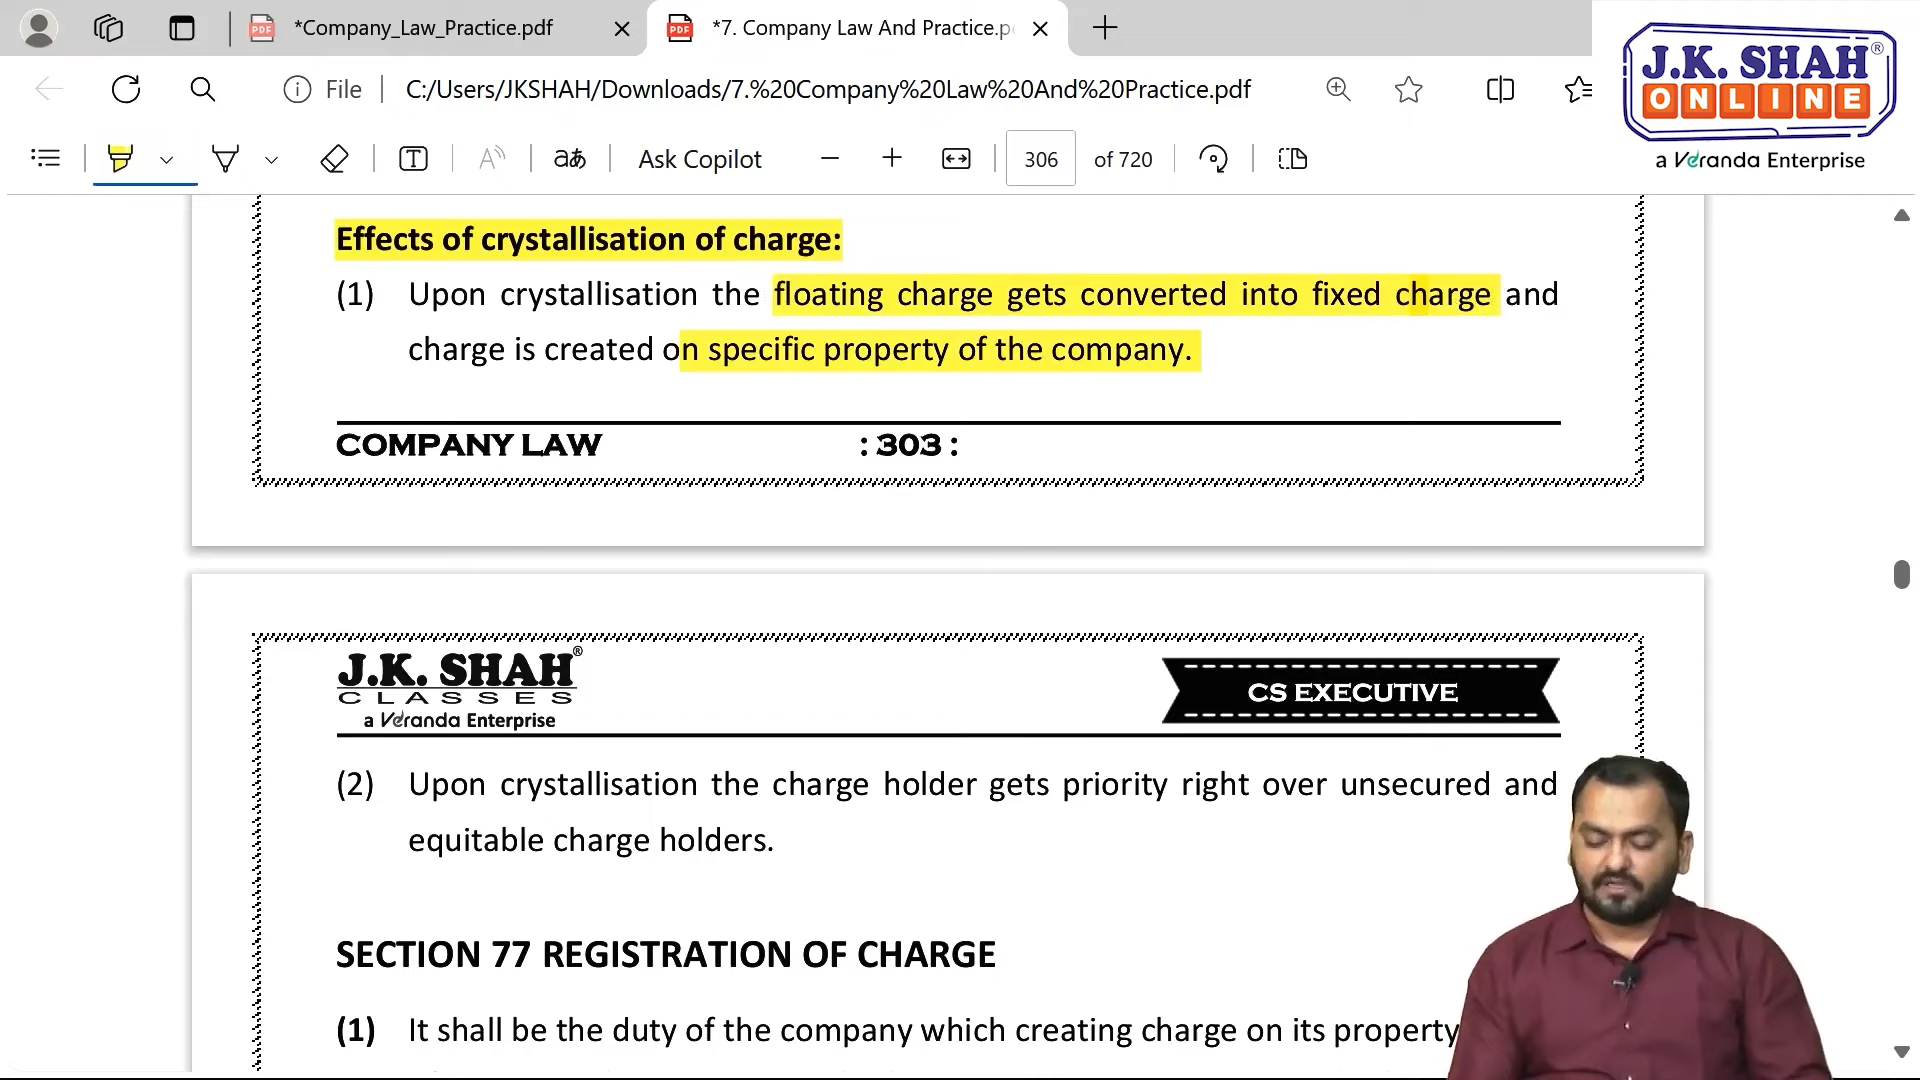 *Company_Law_Practice.pdf
*7. Company Law And Practice.p
File
C:/Users/JKSHAH/Downloads/7.%20Company%20Law%20And%20Practice.pdf
J.K. SHAH®
ONLINE
a Veranda Enterprise
aあ
Ask Copilot
306 of 720
Effects of crystallisation of charge:
(1) Upon crystallisation the floating charge gets converted into fixed charge and
charge is created on specific property of the company.
COMPANY LAW : 303 :
J.K. SHAH®
CLASSES
a Veranda Enterprise
CS EXECUTIVE
(2) Upon crystallisation the charge holder gets priority right over unsecured and
equitable charge holders.
SECTION 77 REGISTRATION OF CHARGE
(1) It shall be the duty of the company which creating charge on its property